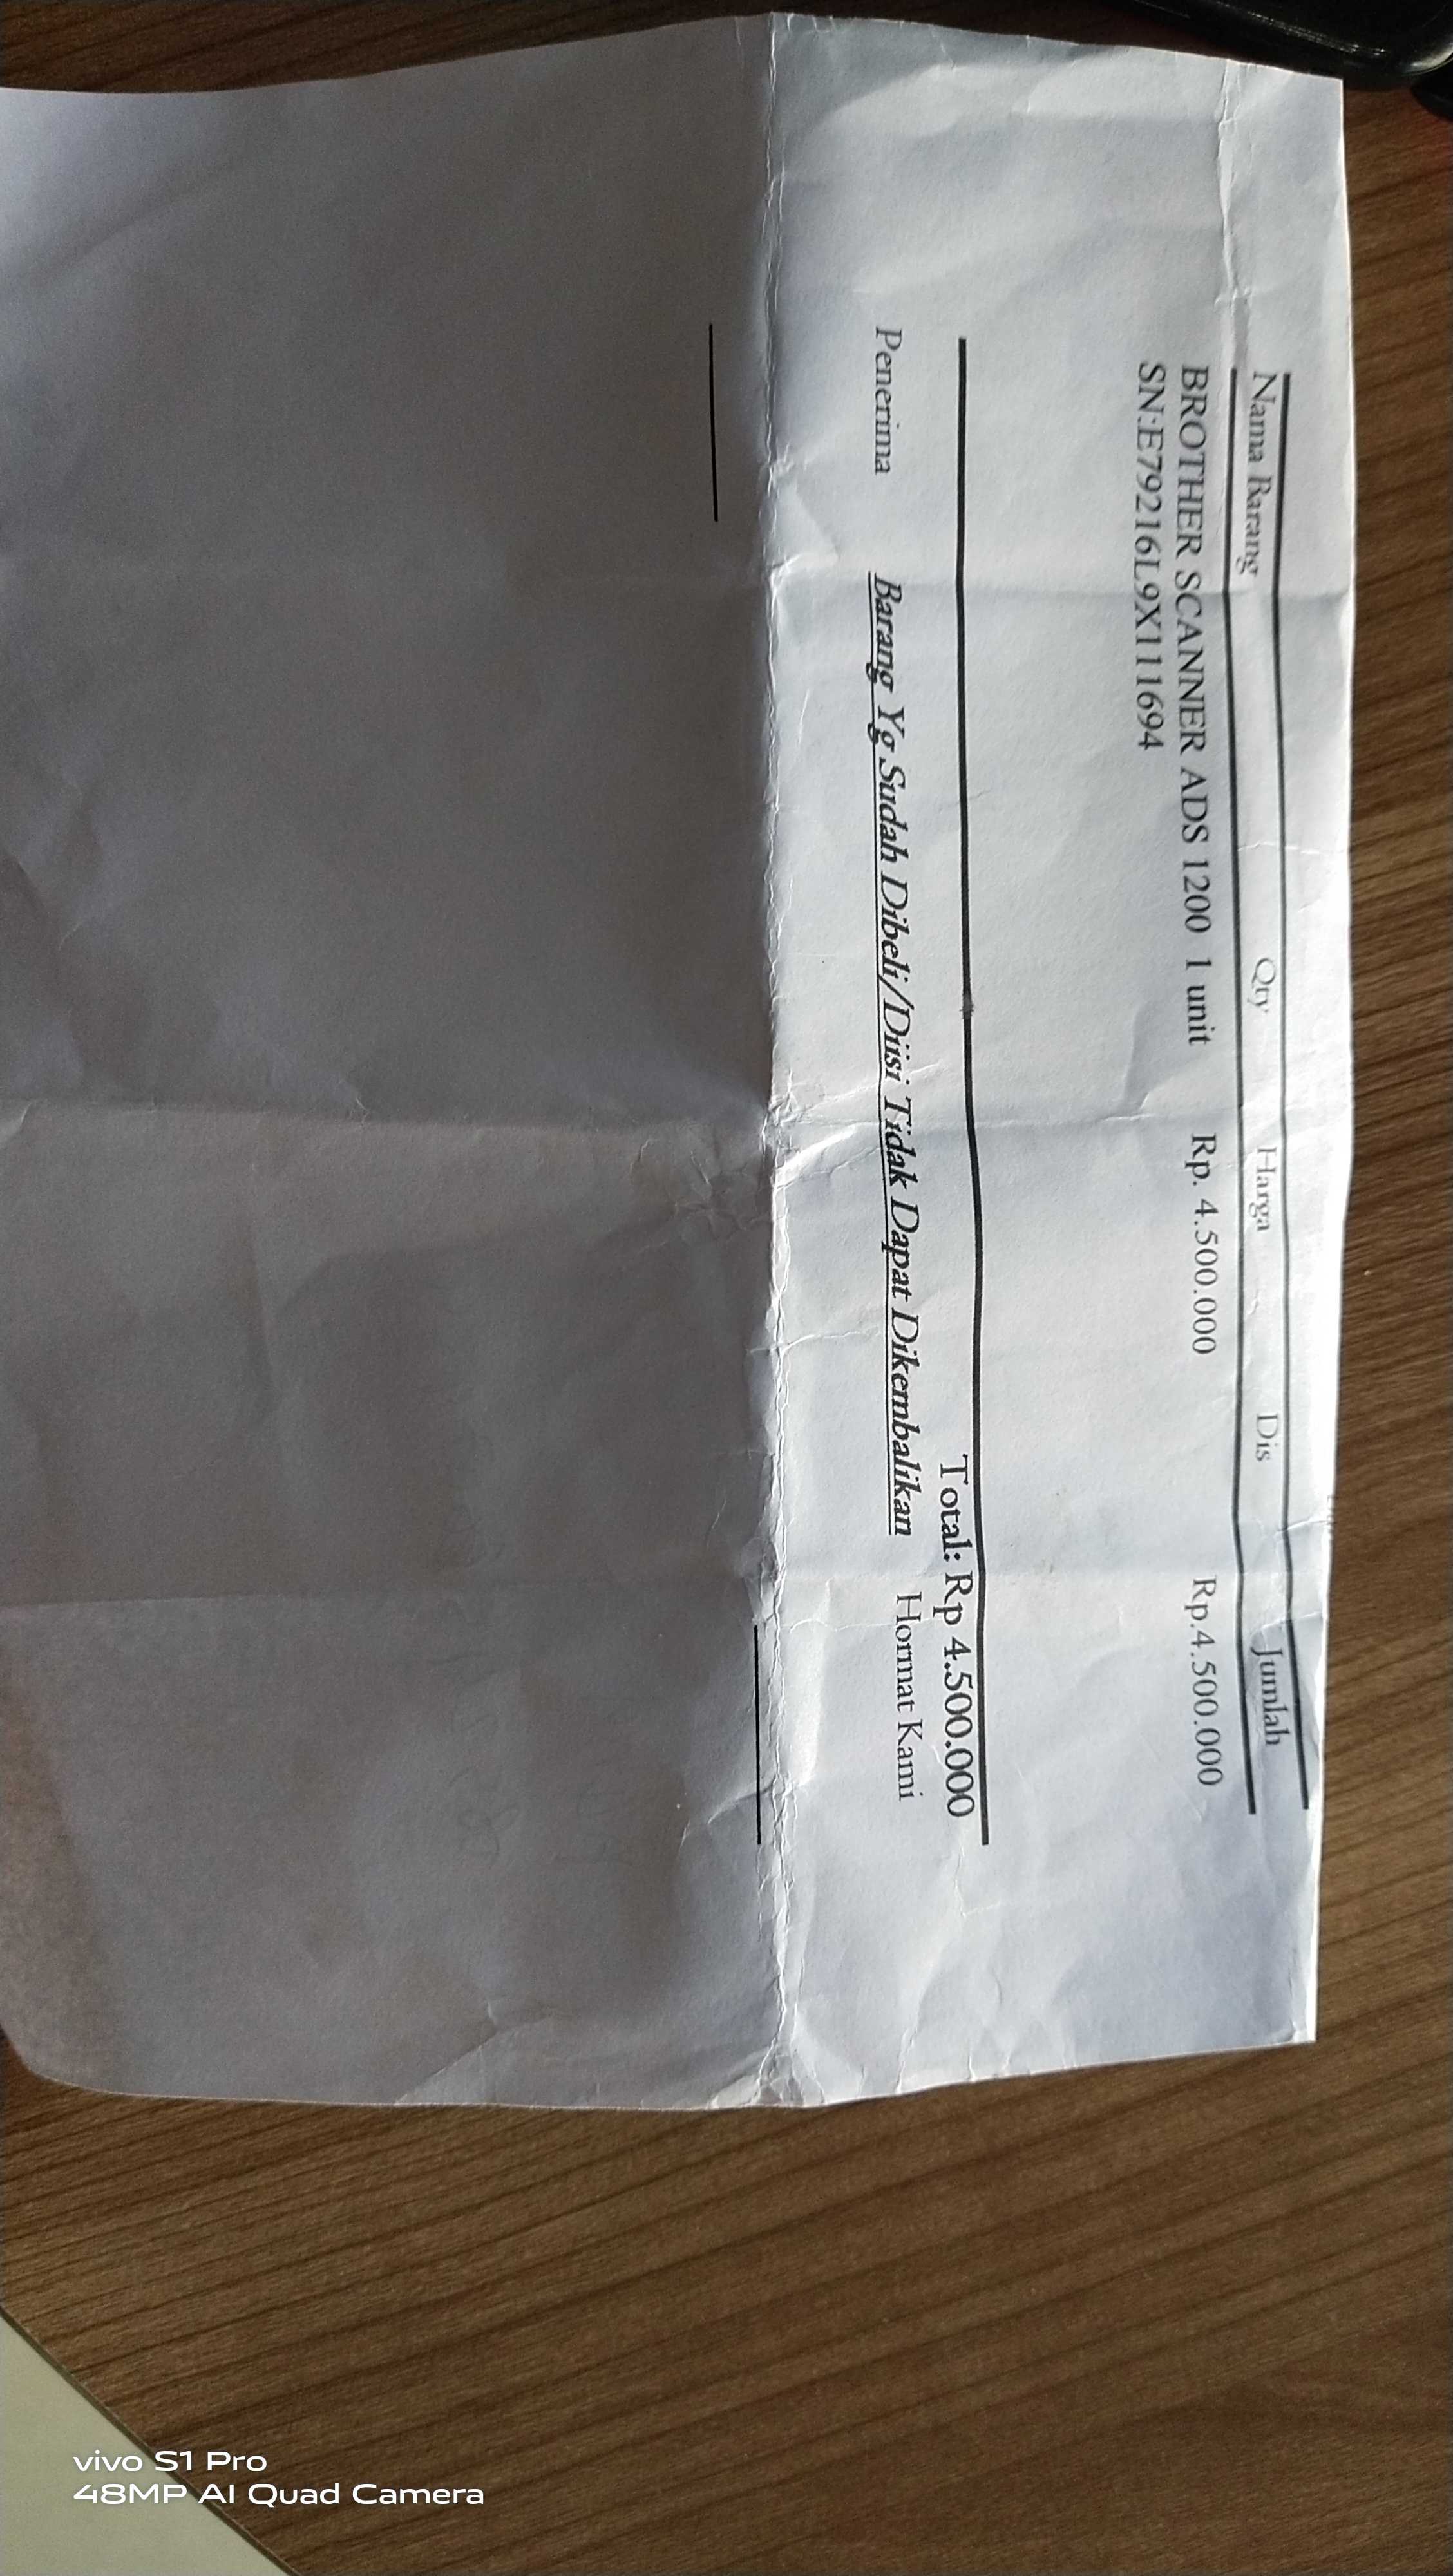 Nama Barang Qty Harga Dis Jumlah
BROTHER SCANNER ADS 1200 1 unit Rp. 4.500.000 Rp.4.500.000
SN:E79216L9X111694
Total: Rp 4.500.000
Penerima Barang Yg Sudah Dibeli/Diisi Tidak Dapat Dikembalikan Hormat Kami
vivo S1 Pro
48MP AI Quad Camera